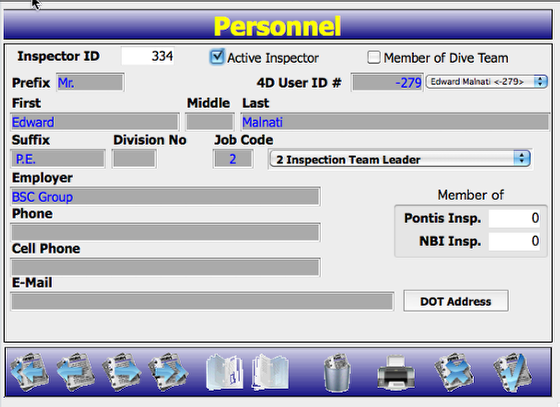 Personnel
Inspector ID 334 Active Inspector Member of Dive Team
Prefix Mr. 4D User ID # -279 Edward Malnati <-279>
First Middle Last
Edward Malnati
Suffix Division No Job Code
P.E. 2 2 Inspection Team Leader
Employer
BSC Group Member of
Phone Pontis Insp. 0
NBI Insp. 0
Cell Phone
E-Mail
DOT Address